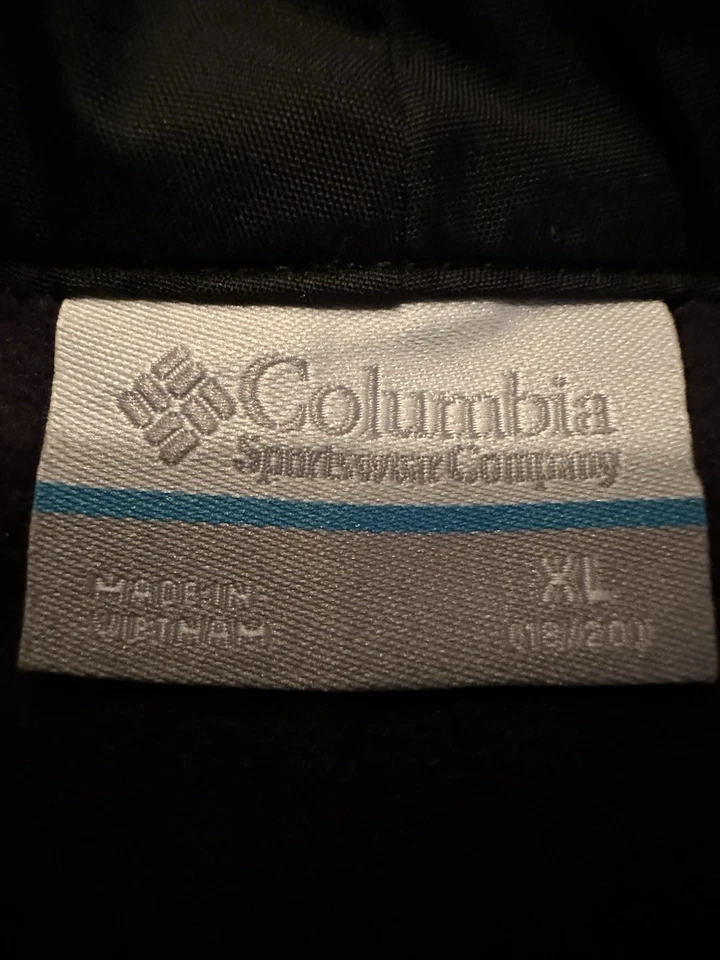 Columbia
Sportswear Company
XL
(18/20)
MADE IN
VIETNAM